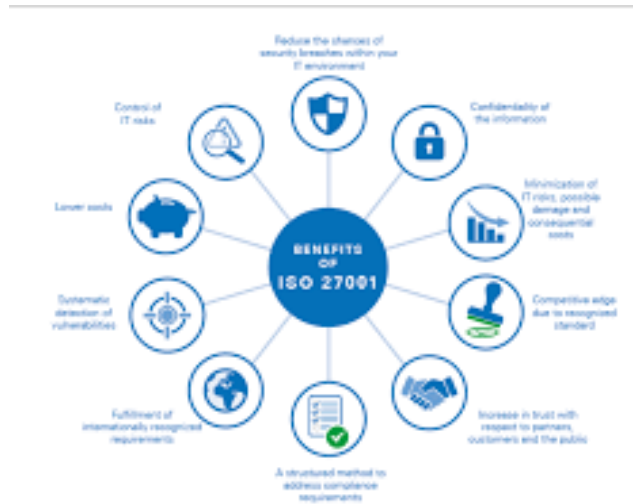 Reduce the chances of
security breaches within your
IT environment
Confidentiality of
the information
Minimization of
IT risks, possible
damage and
consequential
costs
Competitive edge
due to recognized
standard
Increase in trust with
respect to partners,
customers and the public
A structured method to
address compliance
requirements
Fulfillment of
internationally recognized
requirements
Systematic
detection of
vulnerabilities
Lower costs
Control of
IT risks
BENEFITS
OF
ISO 27001